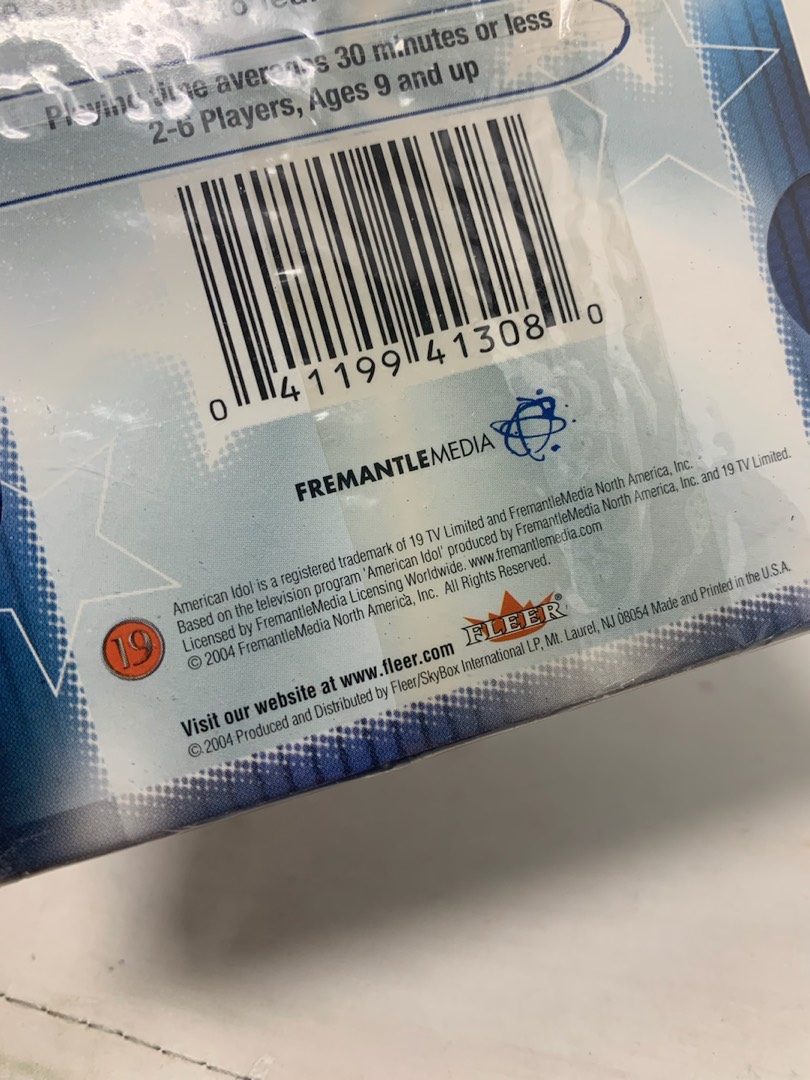 Playing time averages 30 minutes or less
2-6 Players, Ages 9 and up
0 41199 41308 0
FREMANTLEMEDIA
American Idol is a registered trademark of 19 TV Limited and FremantleMedia North America, Inc.
Based on the television program 'American Idol' produced by FremantleMedia North America, Inc. and 19 TV Limited.
Licensed by FremantleMedia Licensing Worldwide. www.fremantlemedia.com
© 2004 FremantleMedia North America, Inc. All Rights Reserved.
19
Visit our website at www.fleer.com
FLEER®
© 2004 Produced and Distributed by Fleer/SkyBox International LP, Mt. Laurel, NJ 08054 Made and Printed in the U.S.A.